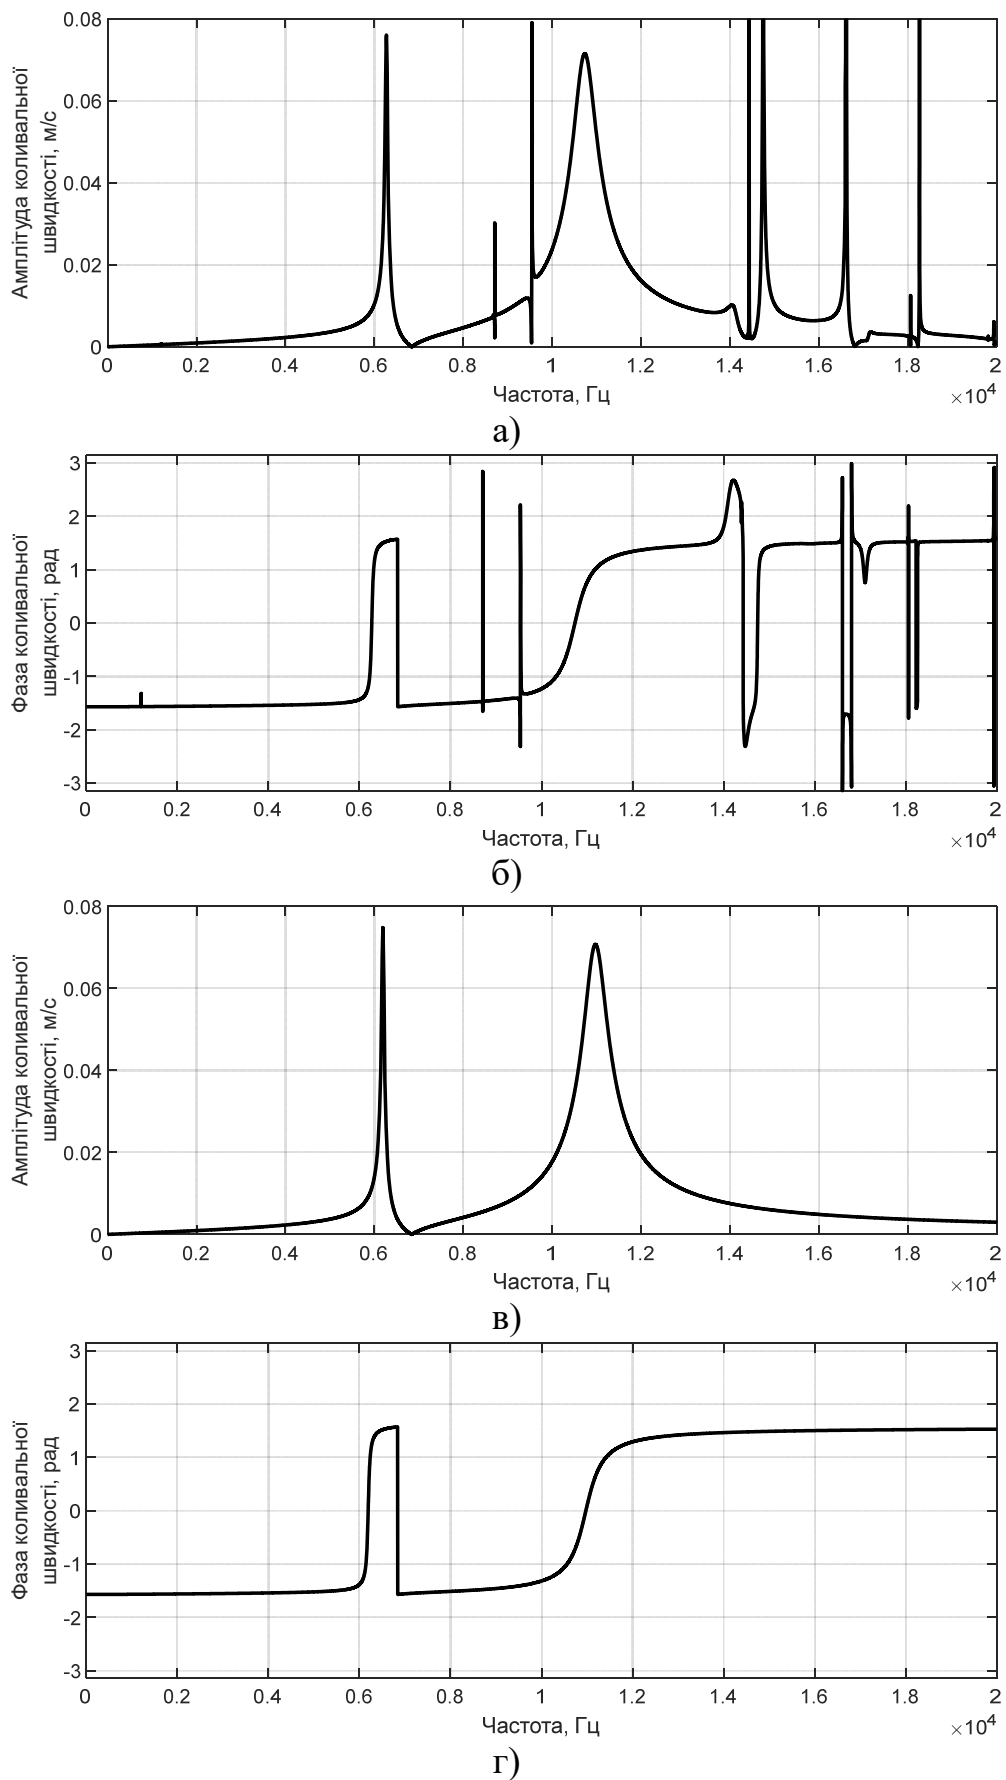 0.08
0.06
0.04
0.02
0
Амплітуда коливальної
швидкості, м/с
0 0.2 0.4 0.6 0.8 1 1.2 1.4 1.6 1.8 2
Частота, Гц
×10⁴
а)
3
2
1
0
-1
-2
-3
Фаза коливальної
швидкості, рад
0 0.2 0.4 0.6 0.8 1 1.2 1.4 1.6 1.8 2
Частота, Гц
×10⁴
б)
0.08
0.06
0.04
0.02
0
Амплітуда коливальної
швидкості, м/с
0.2 0.4 0.6 0.8 1 1.2 1.4 1.6 1.8 2
Частота, Гц
×10⁴
в)
3
2
1
0
-1
-2
-3
Фаза коливальної
швидкості, рад
0 0.2 0.4 0.6 0.8 1 1.2 1.4 1.6 1.8 2
Частота, Гц
×10⁴
г)